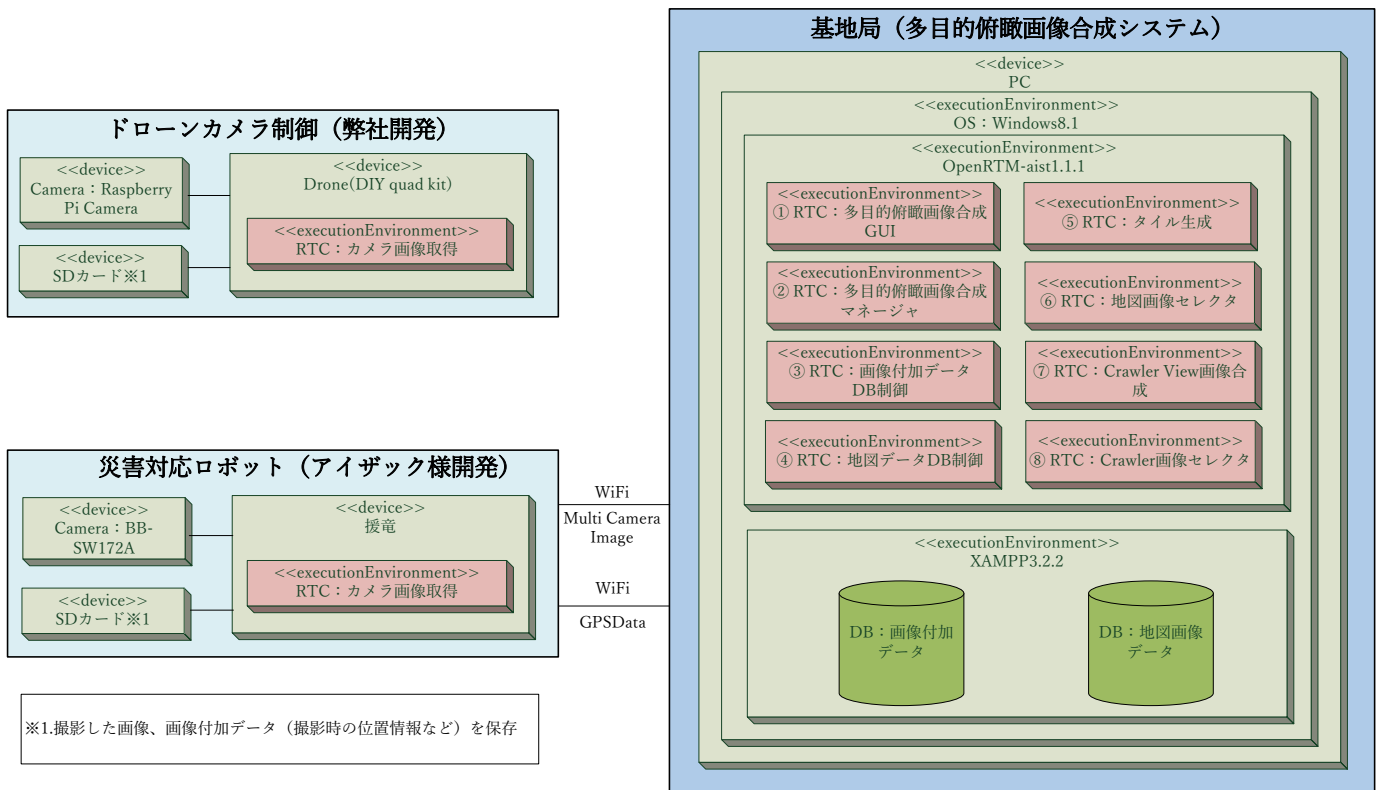 ドローンカメラ制御（弊社開発）
<<device>>
Camera：Raspberry
Pi Camera
<<device>>
SDカード※1
<<device>>
Drone(DIY quad kit)
<<executionEnvironment>>
RTC：カメラ画像取得
災害対応ロボット（アイザック様開発）
<<device>>
Camera：BB-
SW172A
<<device>>
SDカード※1
<<device>>
援竜
<<executionEnvironment>>
RTC：カメラ画像取得
※1.撮影した画像、画像付加データ（撮影時の位置情報など）を保存
WiFi
Multi Camera
Image
WiFi
GPSData
基地局（多目的俯瞰画像合成システム）
<<device>>
PC
<<executionEnvironment>>
OS：Windows8.1
<<executionEnvironment>>
OpenRTM-aist1.1.1
<<executionEnvironment>>
① RTC：多目的俯瞰画像合成
GUI
<<executionEnvironment>>
② RTC：多目的俯瞰画像合成
マネージャ
<<executionEnvironment>>
③ RTC：画像付加データ
DB制御
<<executionEnvironment>>
④ RTC：地図データDB制御
<<executionEnvironment>>
⑤ RTC：タイル生成
<<executionEnvironment>>
⑥ RTC：地図画像セレクタ
<<executionEnvironment>>
⑦ RTC：Crawler View画像合
成
<<executionEnvironment>>
⑧ RTC：Crawler画像セレクタ
<<executionEnvironment>>
XAMPP3.2.2
DB：画像付加
データ
DB：地図画像
データ